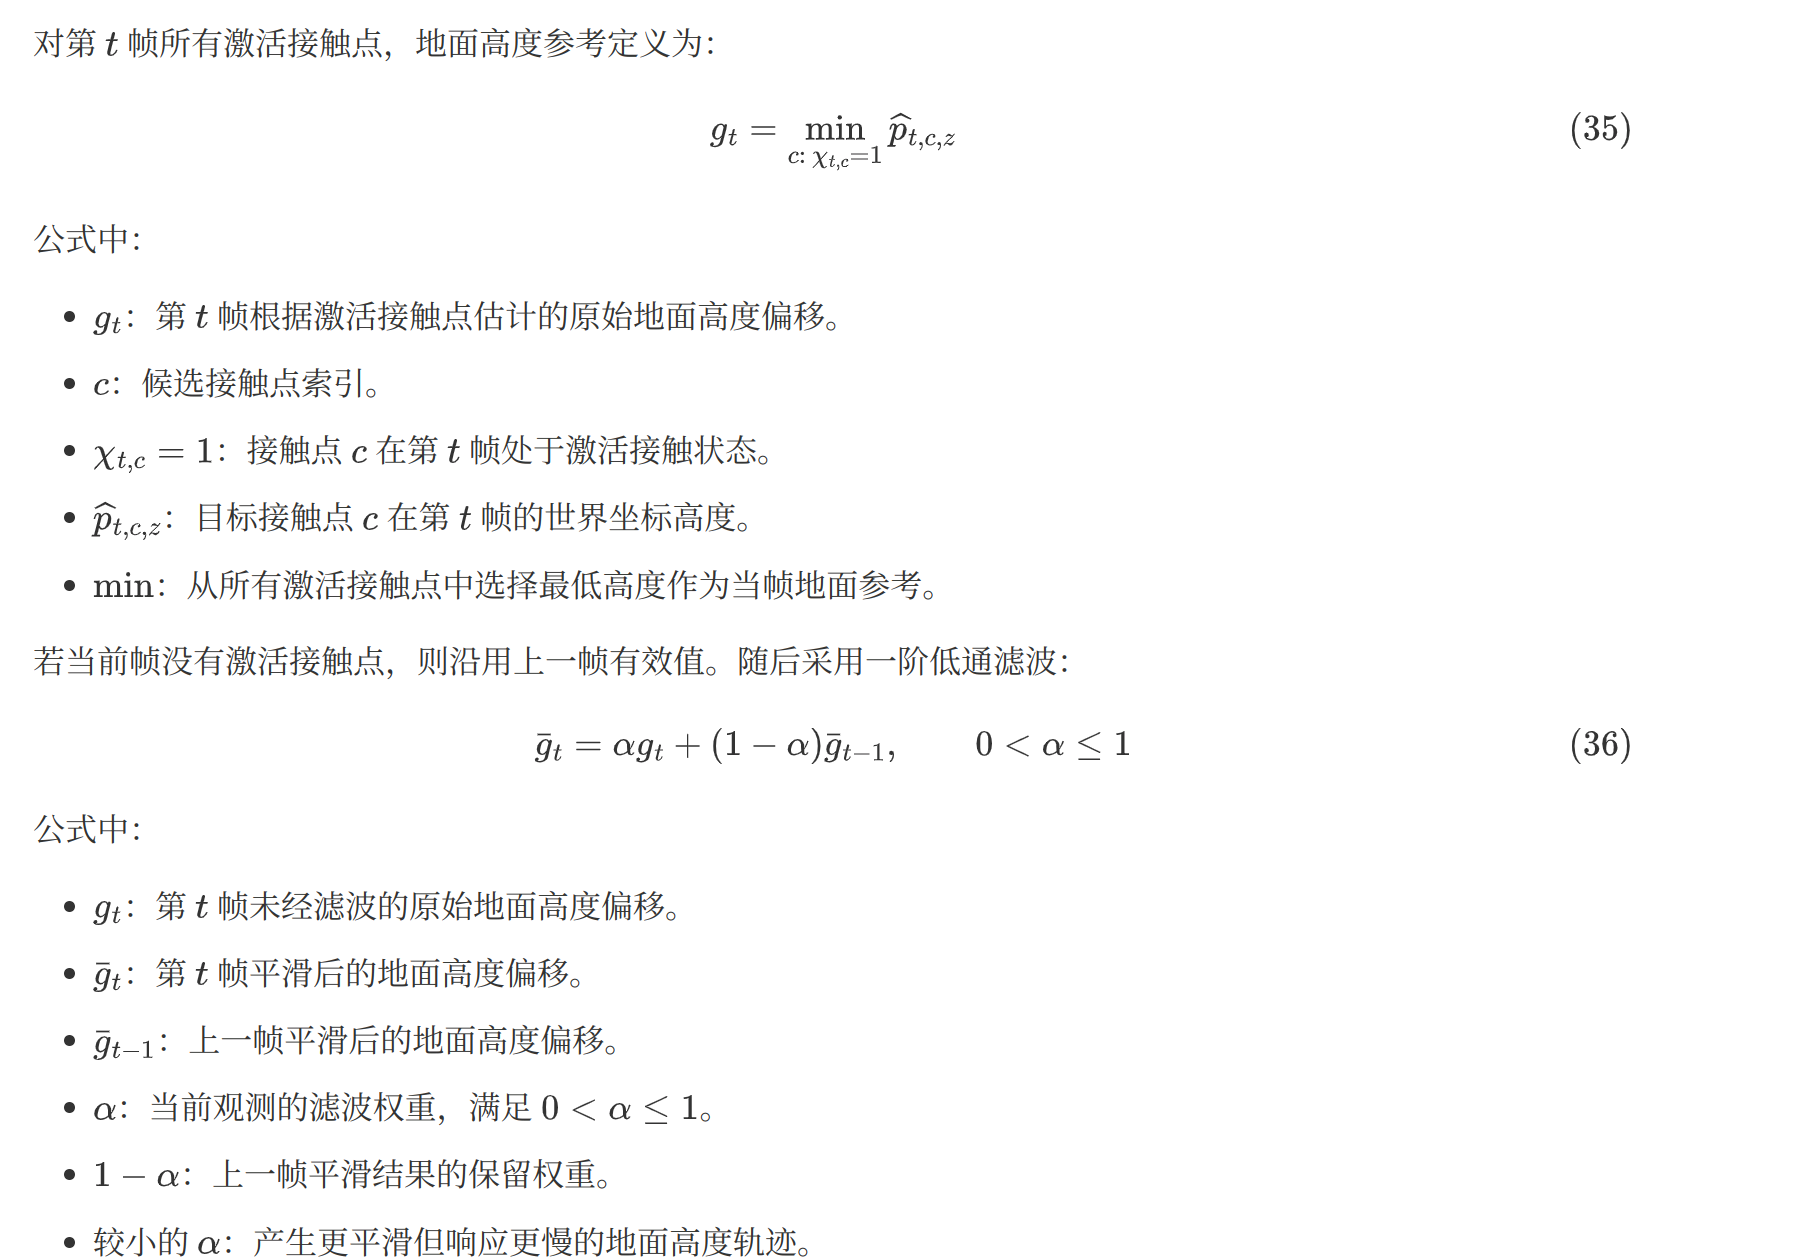 对第 t 帧所有激活接触点，地面高度参考定义为：
g_t = min_{c: χ_{t,c}=1} p̂_{t,c,z} (35)
公式中：
• g_t：第 t 帧根据激活接触点估计的原始地面高度偏移。
• c：候选接触点索引。
• χ_{t,c} = 1：接触点 c 在第 t 帧处于激活接触状态。
• p̂_{t,c,z}：目标接触点 c 在第 t 帧的世界坐标高度。
• min：从所有激活接触点中选择最低高度作为当帧地面参考。
若当前帧没有激活接触点，则沿用上一帧有效值。随后采用一阶低通滤波：
ḡ_t = αg_t + (1 − α)ḡ_{t−1}, 0 < α ≤ 1 (36)
公式中：
• g_t：第 t 帧未经滤波的原始地面高度偏移。
• ḡ_t：第 t 帧平滑后的地面高度偏移。
• ḡ_{t−1}：上一帧平滑后的地面高度偏移。
• α：当前观测的滤波权重，满足 0 < α ≤ 1。
• 1 − α：上一帧平滑结果的保留权重。
• 较小的 α：产生更平滑但响应更慢的地面高度轨迹。